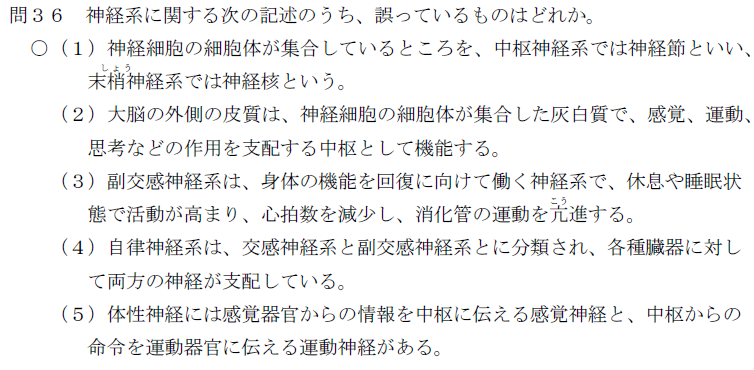 問３６　神経系に関する次の記述のうち、誤っているものはどれか。
○（１）神経細胞の細胞体が集合しているところを、中枢神経系では神経節といい、
末梢神経系では神経核という。
（２）大脳の外側の皮質は、神経細胞の細胞体が集合した灰白質で、感覚、運動、
思考などの作用を支配する中枢として機能する。
（３）副交感神経系は、身体の機能を回復に向けて働く神経系で、休息や睡眠状
態で活動が高まり、心拍数を減少し、消化管の運動を亢進する。
（４）自律神経系は、交感神経系と副交感神経系とに分類され、各種臓器に対し
て両方の神経が支配している。
（５）体性神経には感覚器官からの情報を中枢に伝える感覚神経と、中枢からの
命令を運動器官に伝える運動神経がある。